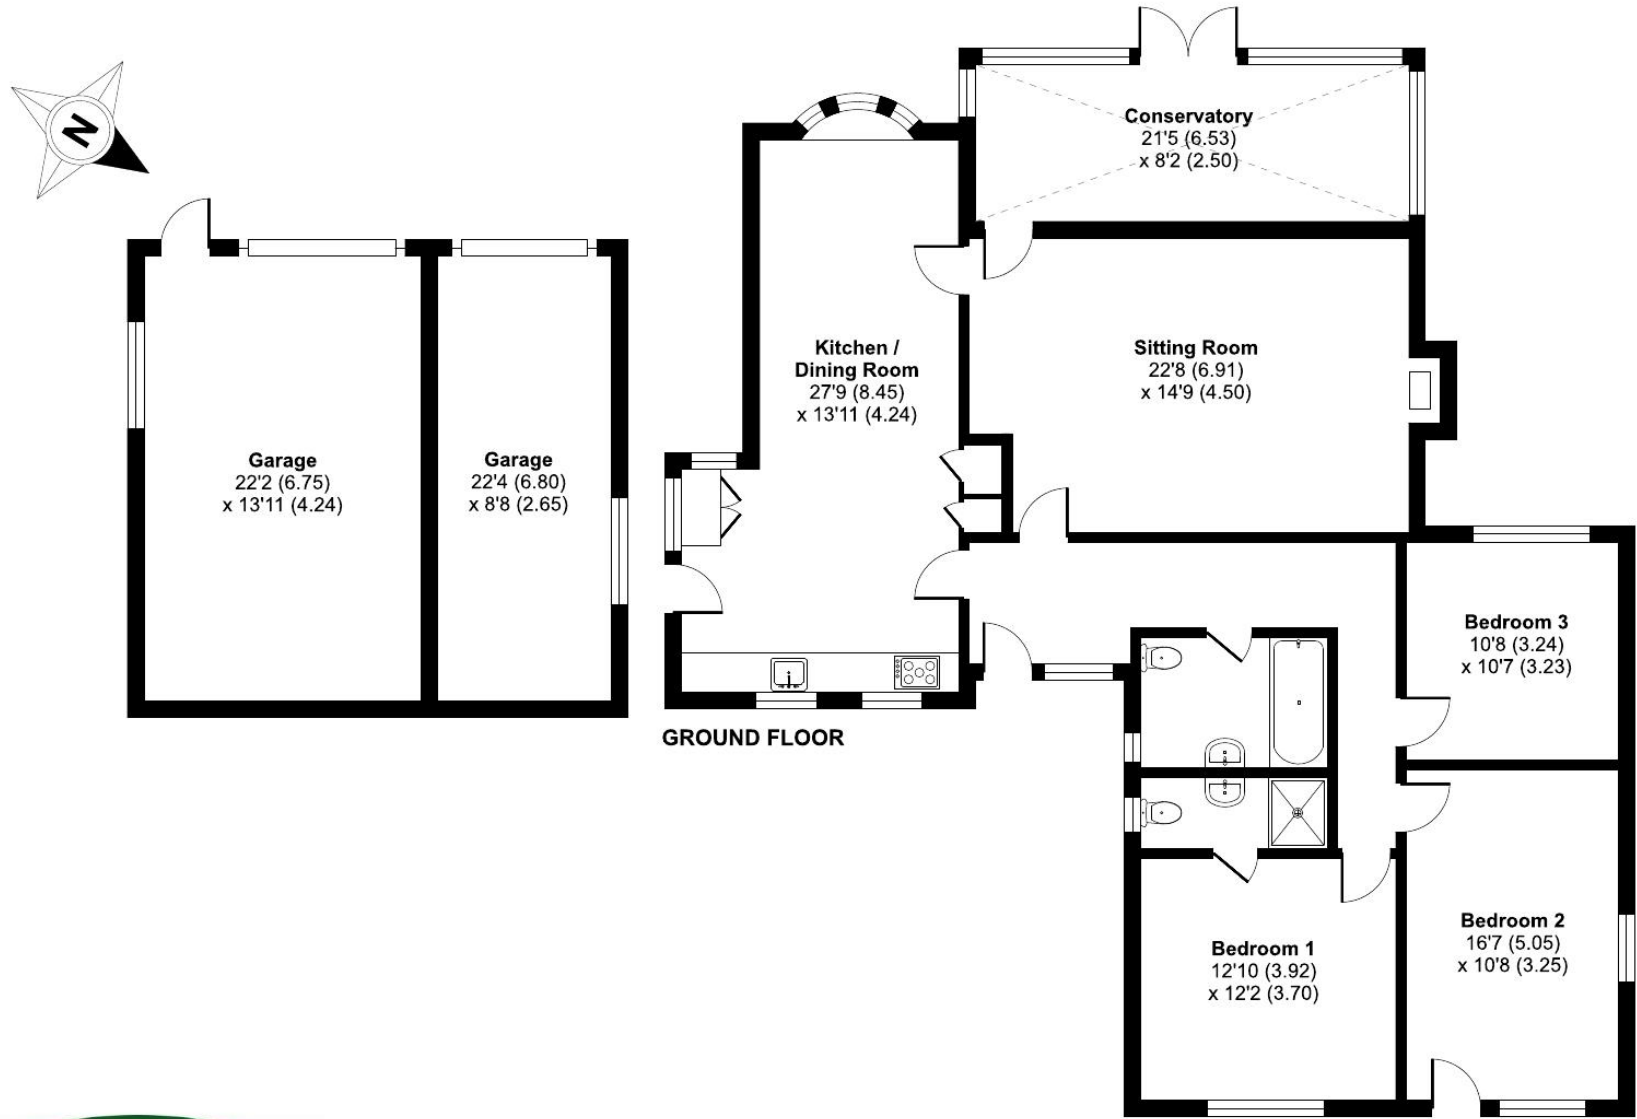 N
Conservatory
21'5 (6.53)
x 8'2 (2.50)
Kitchen /
Dining Room
27'9 (8.45)
x 13'11 (4.24)
Sitting Room
22'8 (6.91)
x 14'9 (4.50)
Garage
22'2 (6.75)
x 13'11 (4.24)
Garage
22'4 (6.80)
x 8'8 (2.65)
Bedroom 3
10'8 (3.24)
x 10'7 (3.23)
GROUND FLOOR
Bedroom 1
12'10 (3.92)
x 12'2 (3.70)
Bedroom 2
16'7 (5.05)
x 10'8 (3.25)